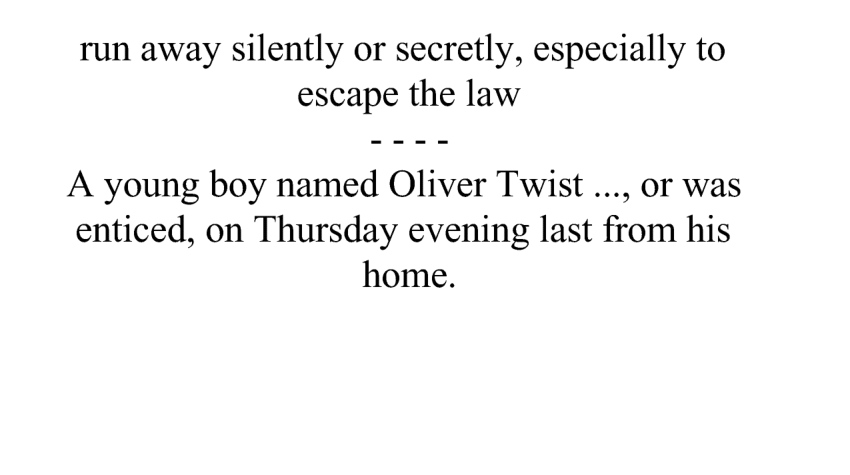 run away silently or secretly, especially to
escape the law
- - - -
A young boy named Oliver Twist ..., or was
enticed, on Thursday evening last from his
home.